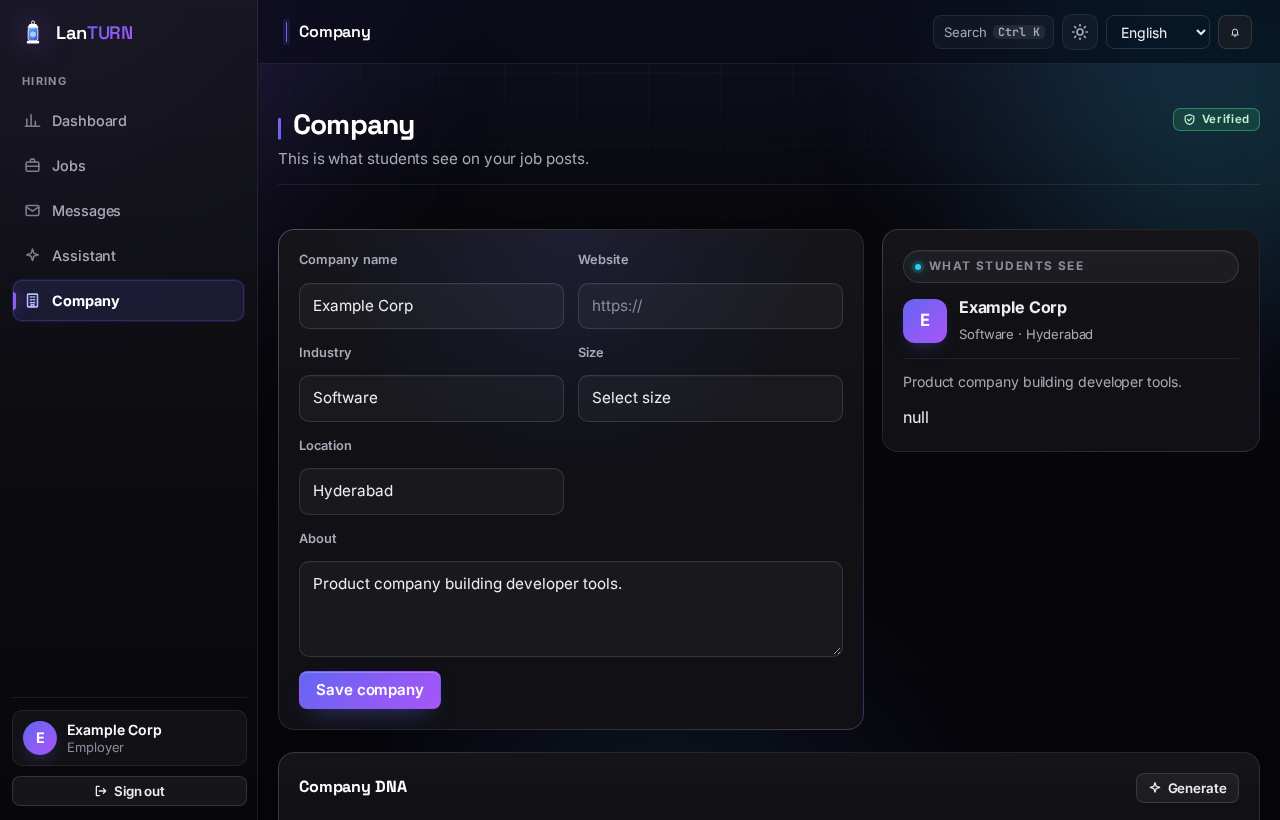 LanTURN
HIRING
Dashboard
Jobs
Messages
Assistant
Company
Example Corp
Employer
Sign out
Company
Search Ctrl K
English
Company
This is what students see on your job posts.
Verified
Company name
Website
Example Corp
https://
Industry
Size
Software
Select size
Location
Hyderabad
About
Product company building developer tools.
Save company
WHAT STUDENTS SEE
E
Example Corp
Software · Hyderabad
Product company building developer tools.
null
Company DNA
Generate
E